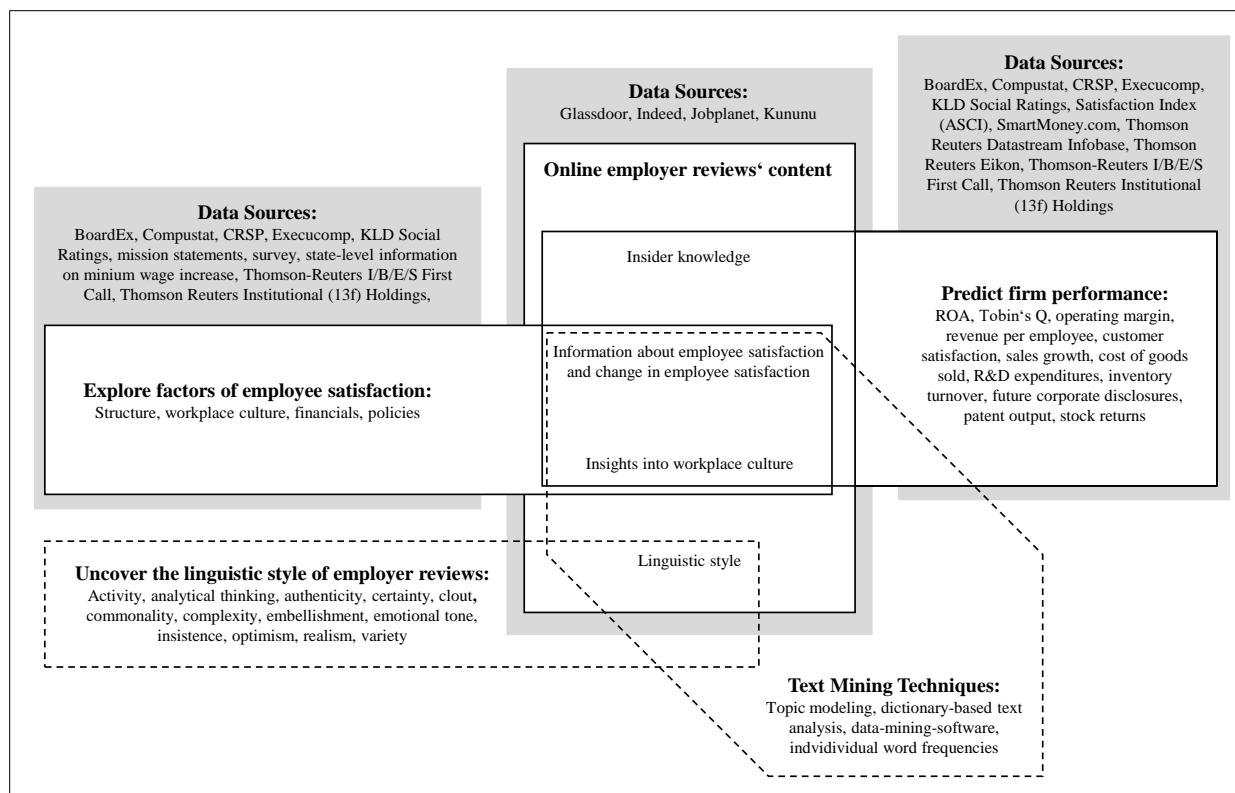 Data Sources:
BoardEx, Compustat, CRSP, Execucomp, KLD Social
Ratings, mission statements, survey, state-level information
on minium wage increase, Thomson-Reuters I/B/E/S First
Call, Thomson Reuters Institutional (13f) Holdings,
Explore factors of employee satisfaction:
Structure, workplace culture, financials, policies
Uncover the linguistic style of employer reviews:
Activity, analytical thinking, authenticity, certainty, clout,
commonality, complexity, embellishment, emotional tone,
insistence, optimism, realism, variety
Data Sources:
Glassdoor, Indeed, Jobplanet, Kununu
Online employer reviews‘ content
Insider knowledge
Information about employee satisfaction
and change in employee satisfaction
Insights into workplace culture
Linguistic style
Data Sources:
BoardEx, Compustat, CRSP, Execucomp,
KLD Social Ratings, Satisfaction Index
(ASCI), SmartMoney.com, Thomson
Reuters Datastream Infobase, Thomson
Reuters Eikon, Thomson-Reuters I/B/E/S
First Call, Thomson Reuters Institutional
(13f) Holdings
Predict firm performance:
ROA, Tobin‘s Q, operating margin,
revenue per employee, customer
satisfaction, sales growth, cost of goods
sold, R&D expenditures, inventory
turnover, future corporate disclosures,
patent output, stock returns
Text Mining Techniques:
Topic modeling, dictionary-based text
analysis, data-mining-software,
indvidividual word frequencies